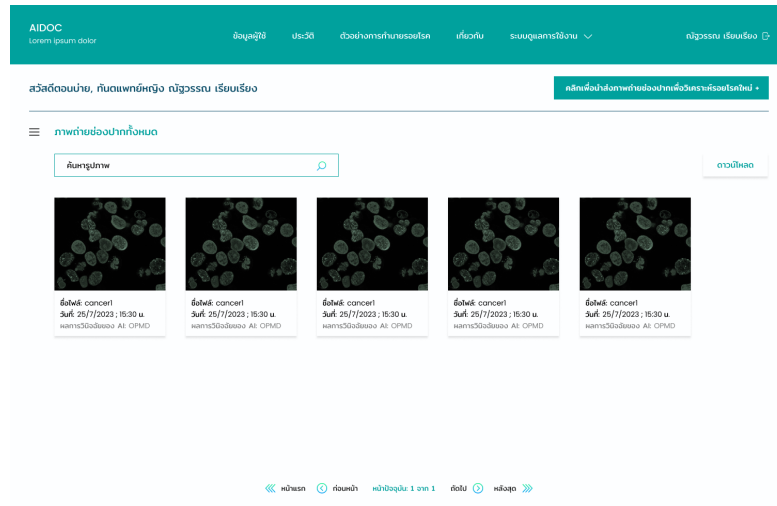 AIDOC
Lorem ipsum dolor
ข้อมูลผู้ใช้ ประวัติ ตัวอย่างการทำนายรอยโรค เกี่ยวกับ ระบบดูแลการใช้งาน
ณัฐวรรณ เรียบเรียง
สวัสดีตอนบ่าย, ทันตแพทย์หญิง ณัฐวรรณ เรียบเรียง
คลิกเพื่อนำส่งภาพถ่ายช่องปากเพื่อวิเคราะห์รอยโรคใหม่ +
ภาพถ่ายช่องปากทั้งหมด
ค้นหารูปภาพ
ดาวน์โหลด
ชื่อไฟล์: cancer1
วันที่: 25/7/2023 ; 15:30 น.
ผลการวินิจฉัยของ AI: OPMD
ชื่อไฟล์: cancer1
วันที่: 25/7/2023 ; 15:30 น.
ผลการวินิจฉัยของ AI: OPMD
ชื่อไฟล์: cancer1
วันที่: 25/7/2023 ; 15:30 น.
ผลการวินิจฉัยของ AI: OPMD
ชื่อไฟล์: cancer1
วันที่: 25/7/2023 ; 15:30 น.
ผลการวินิจฉัยของ AI: OPMD
ชื่อไฟล์: cancer1
วันที่: 25/7/2023 ; 15:30 น.
ผลการวินิจฉัยของ AI: OPMD
หน้าแรก ก่อนหน้า หน้าปัจจุบัน: 1 จาก 1 ถัดไป หลังสุด